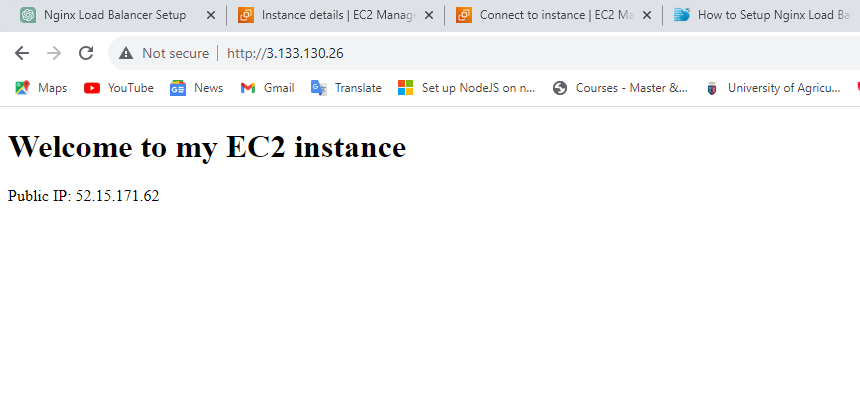 Nginx Load Balancer Setup
Instance details | EC2 Manag
Connect to instance | EC2 Ma
How to Setup Nginx Load Ba
Not secure | http://3.133.130.26
Maps YouTube News Gmail Translate Set up NodeJS on n... Courses - Master &... University of Agricu...
Welcome to my EC2 instance
Public IP: 52.15.171.62